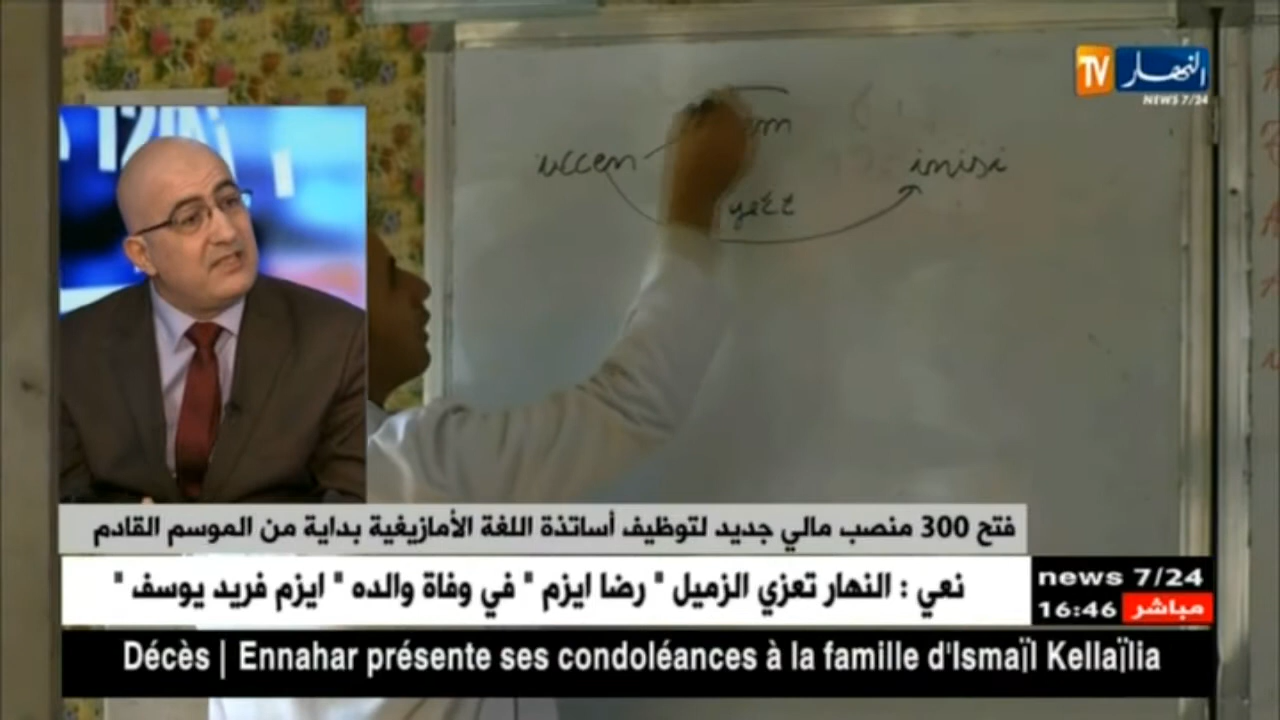 TV النهار
NEWS 7/24
uccen
inisi
yeɛɛ
فتح 300 منصب مالي جديد لتوظيف أساتذة اللغة الأمازيغية بداية من الموسم القادم
نعي : النهار تعزي الزميل " رضا ايزم " في وفاة والده " ايزم فريد يوسف "
news 7/24
16:46 مباشر
Décès | Ennahar présente ses condoléances à la famille d'Ismaïl Kellaïlia